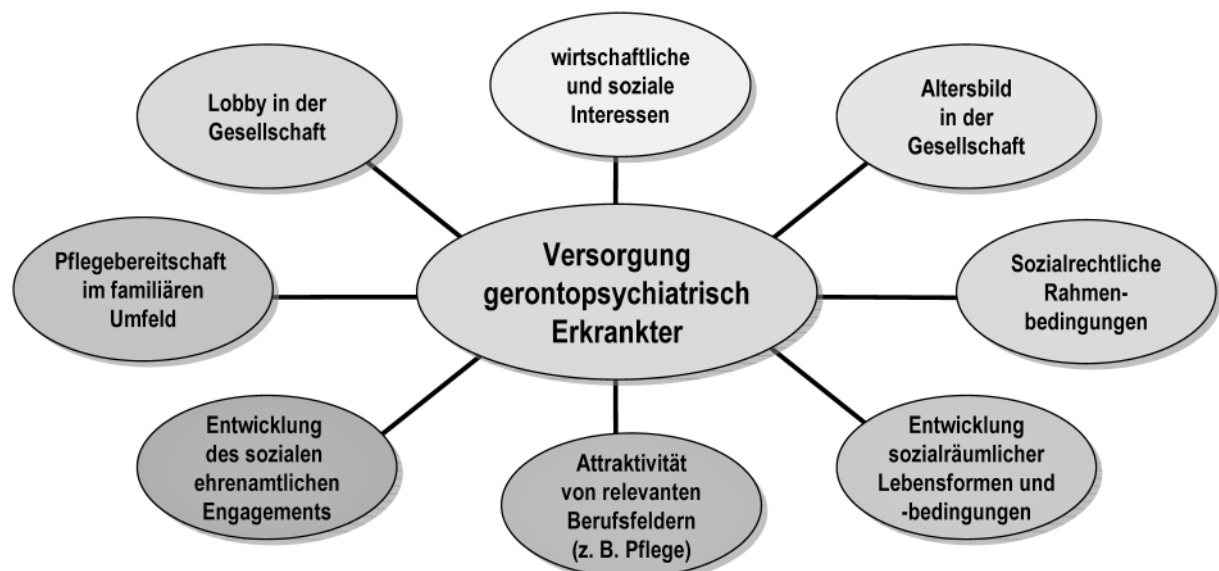 wirtschaftliche
und soziale
Interessen
Altersbild
in der
Gesellschaft
Sozialrechtliche
Rahmen-
bedingungen
Entwicklung
sozialräumlicher
Lebensformen und
-bedingungen
Attraktivität
von relevanten
Berufsfeldern
(z. B. Pflege)
Entwicklung
des sozialen
ehrenamtlichen
Engagements
Pflegebereitschaft
im familiären
Umfeld
Lobby in der
Gesellschaft
Versorgung
gerontopsychiatrisch
Erkrankter